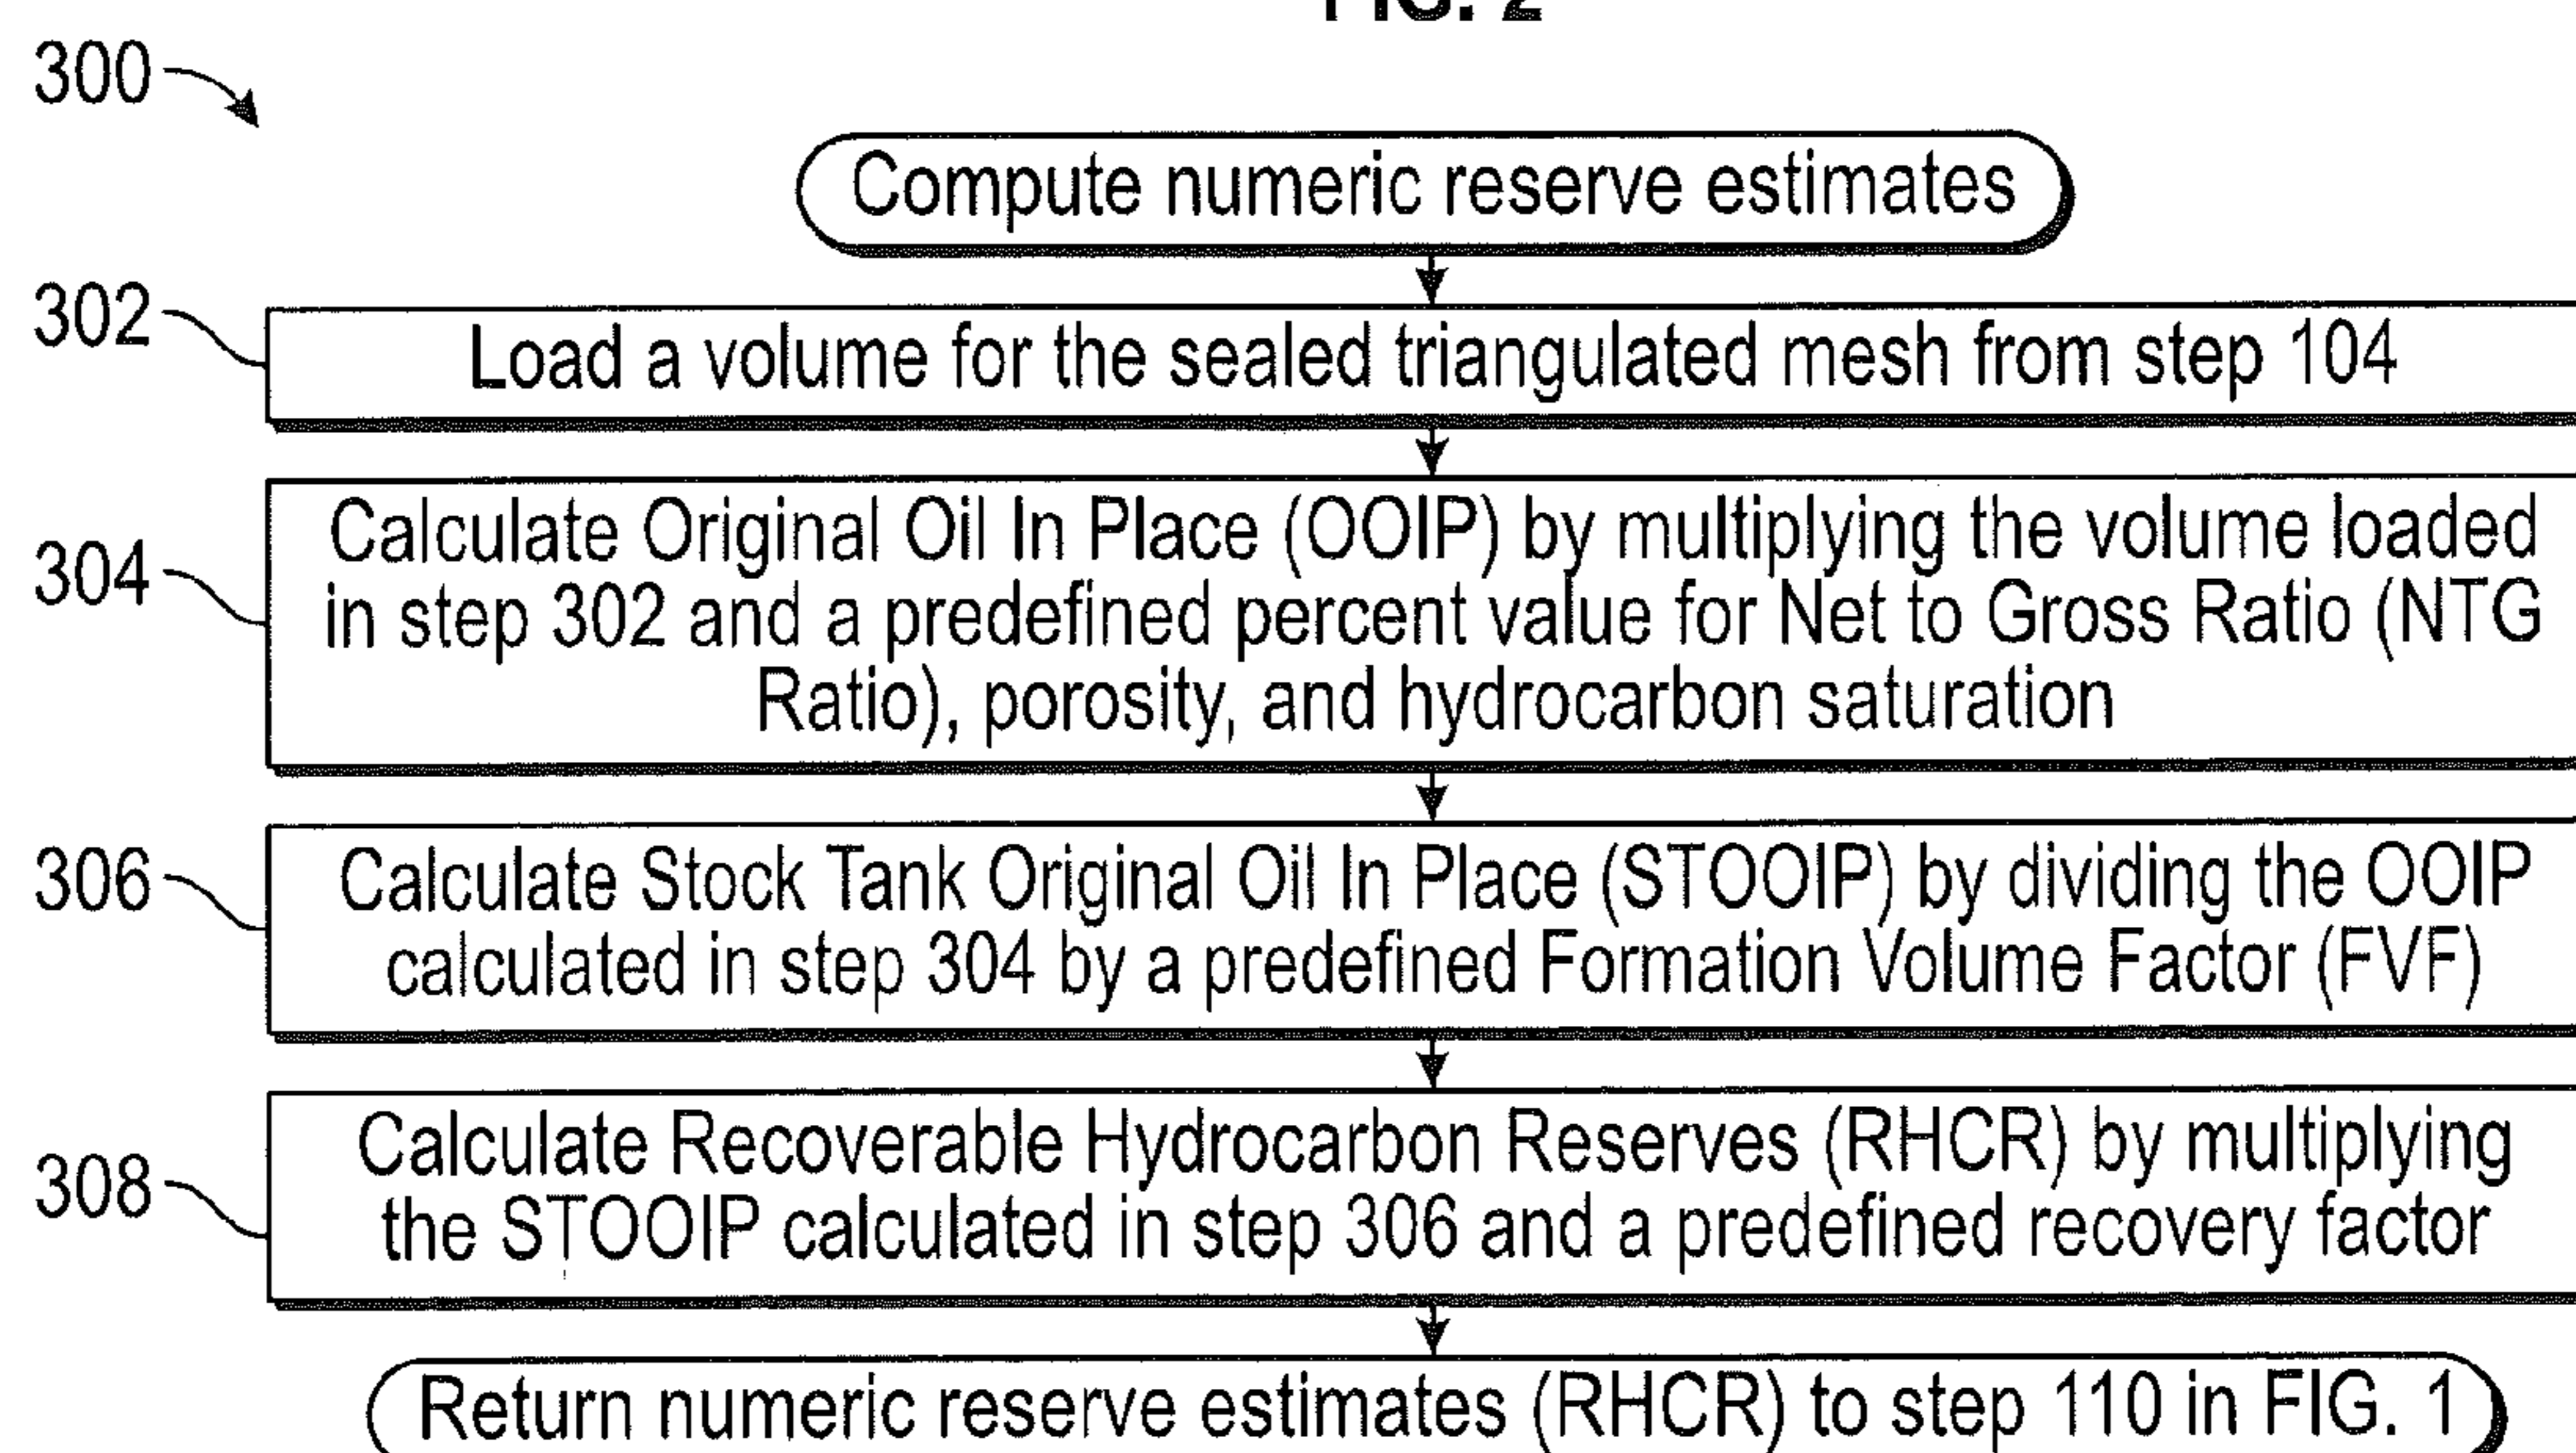 FIG. 2
300
Compute numeric reserve estimates
302
Load a volume for the sealed triangulated mesh from step 104
304
Calculate Original Oil In Place (OOIP) by multiplying the volume loaded
in step 302 and a predefined percent value for Net to Gross Ratio (NTG
Ratio), porosity, and hydrocarbon saturation
306
Calculate Stock Tank Original Oil In Place (STOOIP) by dividing the OOIP
calculated in step 304 by a predefined Formation Volume Factor (FVF)
308
Calculate Recoverable Hydrocarbon Reserves (RHCR) by multiplying
the STOOIP calculated in step 306 and a predefined recovery factor
Return numeric reserve estimates (RHCR) to step 110 in FIG. 1